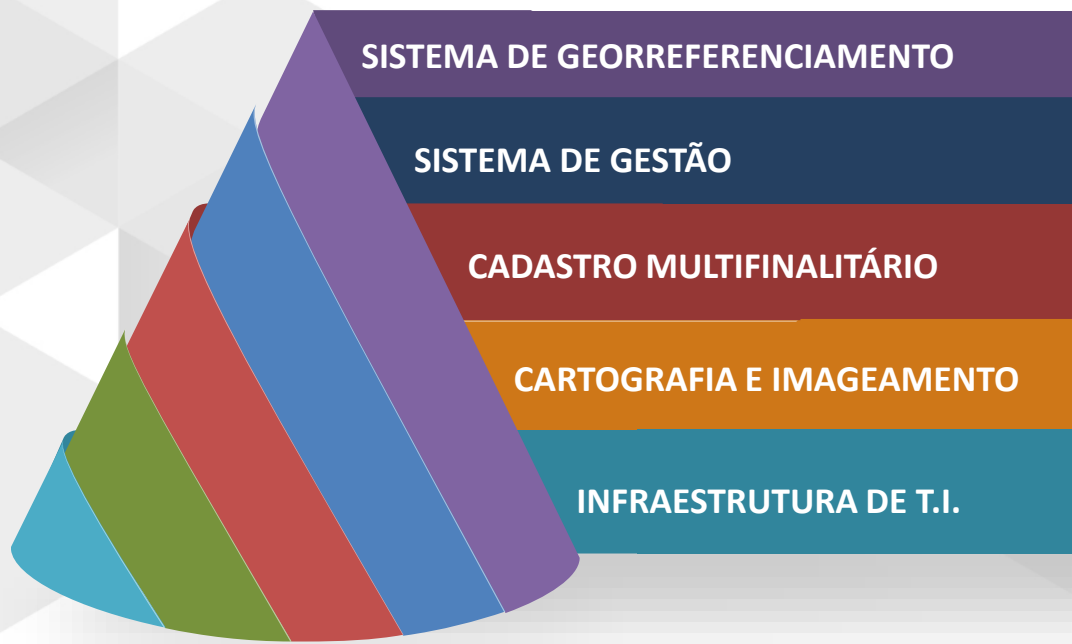 SISTEMA DE GEORREFERENCIAMENTO
SISTEMA DE GESTÃO
CADASTRO MULTIFINALITÁRIO
CARTOGRAFIA E IMAGEAMENTO
INFRAESTRUTURA DE T.I.